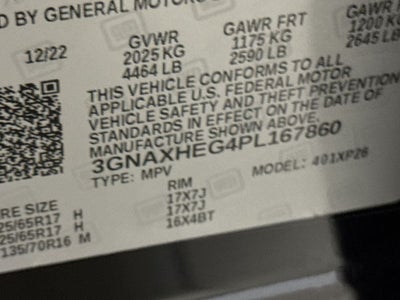 D BY GENERAL MOTORS
12/22 GVWR GAWR FRT GAWR
2025 KG 1175 KG 1200 KG
4464 LB 2590 LB 2645 LB
THIS VEHICLE CONFORMS TO ALL
APPLICABLE U.S. FEDERAL MOTOR
VEHICLE SAFETY AND THEFT PREVENTION
STANDARDS IN EFFECT ON THE DATE OF
MANUFACTURE SHOWN ABOVE.
3GNAXHEG4PL167860
TYPE: MPV MODEL: 401XP26
RE SIZE RIM
25/65R17 H 17X7J
25/65R17 H 17X7J
135/70R16 M 16X4BT